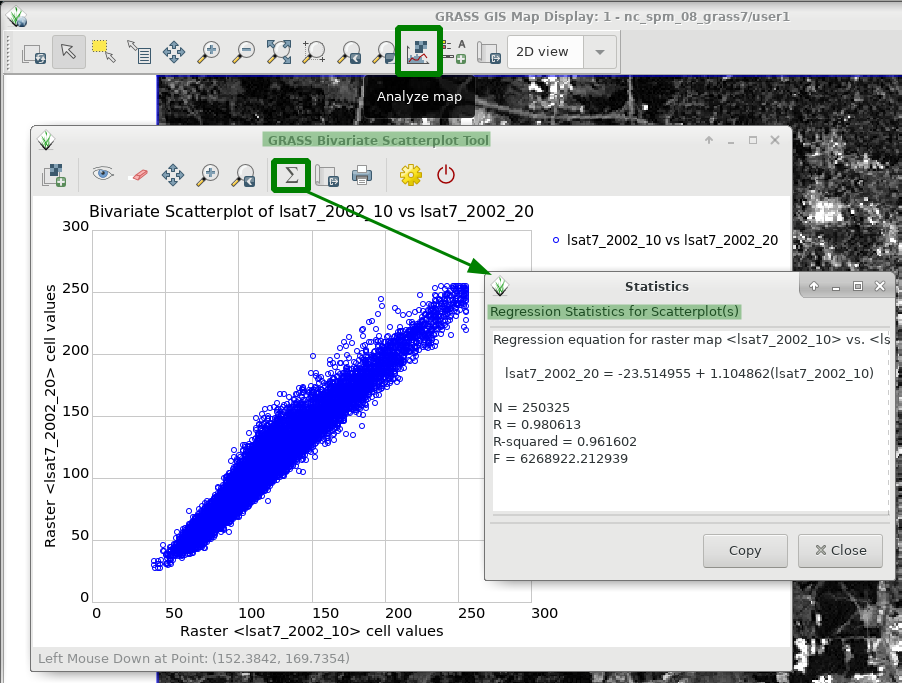 GRASS GIS Map Display: 1 - nc_spm_08_grass7/user1
A
2D view
Analyze map
GRASS Bivariate Scatterplot Tool
Σ
Bivariate Scatterplot of lsat7_2002_10 vs lsat7_2002_20
lsat7_2002_10 vs lsat7_2002_20
300
250
200
150
100
50
0
Raster <lsat7_2002_20> cell values
0 50 100 150 200 250 300
Raster <lsat7_2002_10> cell values
Left Mouse Down at Point: (152.3842, 169.7354)
Statistics
Regression Statistics for Scatterplot(s)
Regression equation for raster map <lsat7_2002_10> vs. <ls
lsat7_2002_20 = -23.514955 + 1.104862(lsat7_2002_10)
N = 250325
R = 0.980613
R-squared = 0.961602
F = 6268922.212939
Copy
Close